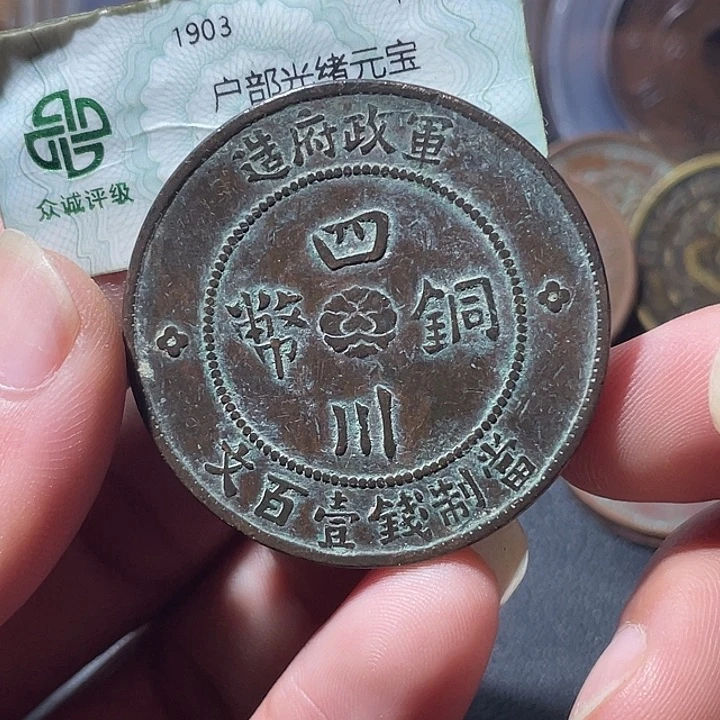 1903
户部光绪元宝
众诚评级
軍政府造
四川
銅幣
當制錢壹百文